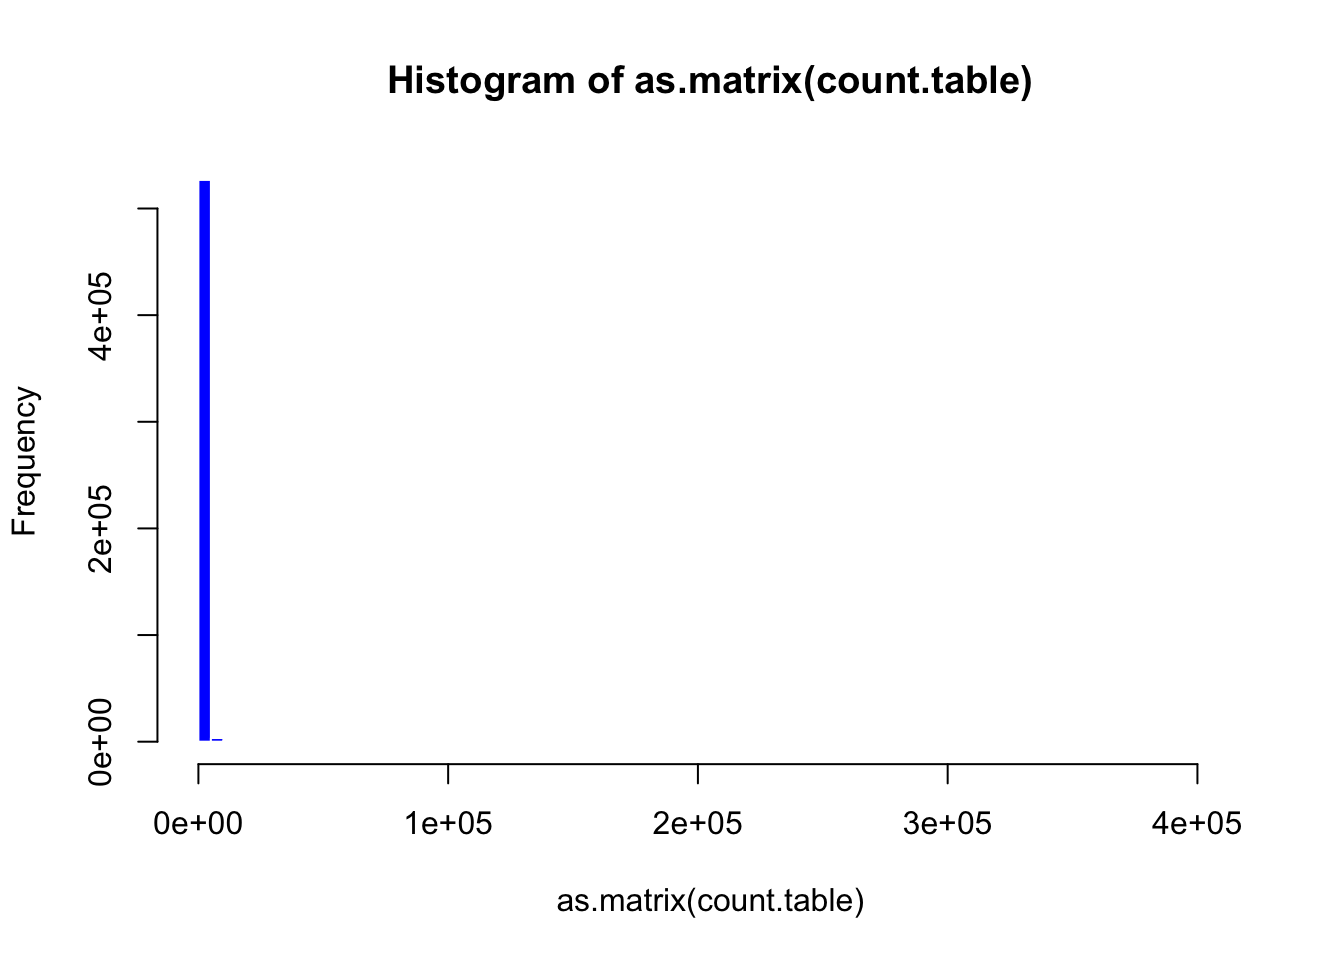 Histogram of as.matrix(count.table)
Frequency
4e+05
2e+05
0e+00
0e+00 1e+05 2e+05 3e+05 4e+05
as.matrix(count.table)